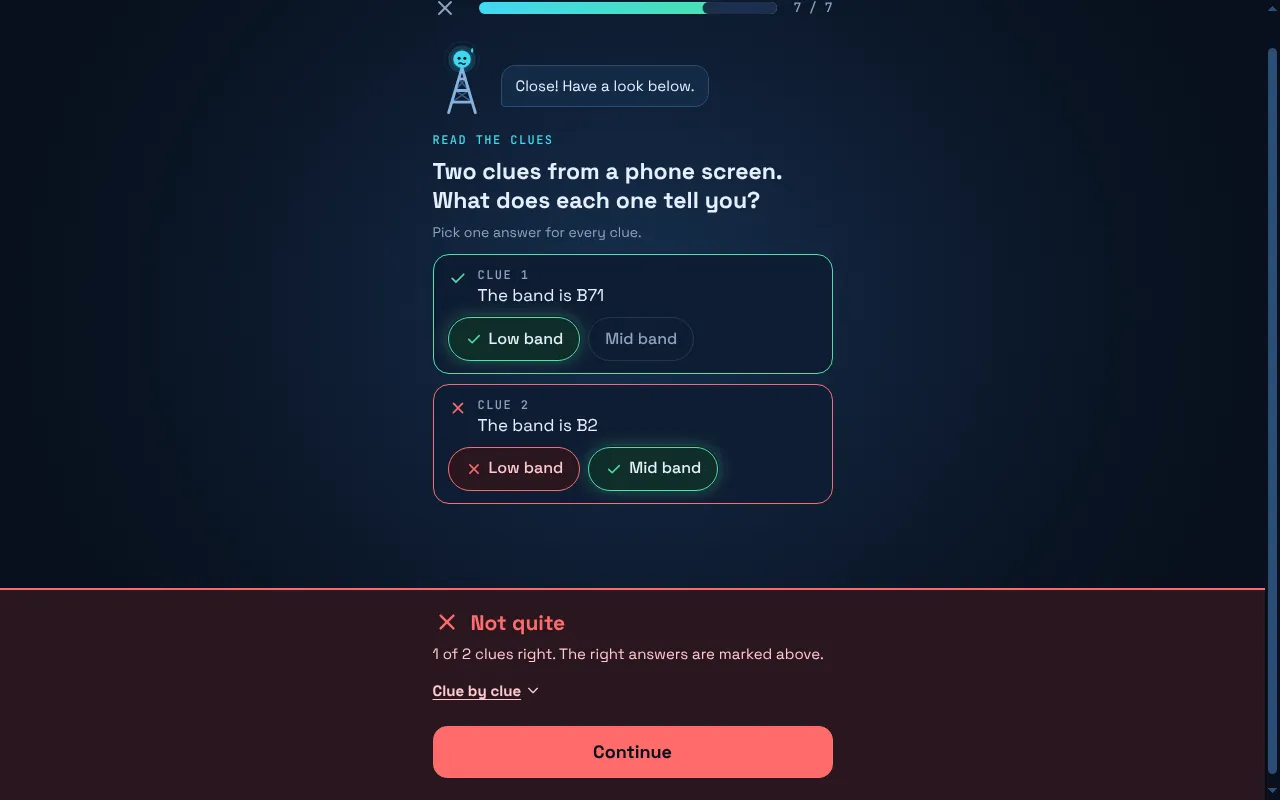 7 / 7
Close! Have a look below.
READ THE CLUES
Two clues from a phone screen.
What does each one tell you?
Pick one answer for every clue.
CLUE 1
The band is B71
Low band
Mid band
CLUE 2
The band is B2
Low band
Mid band
Not quite
1 of 2 clues right. The right answers are marked above.
Clue by clue
Continue